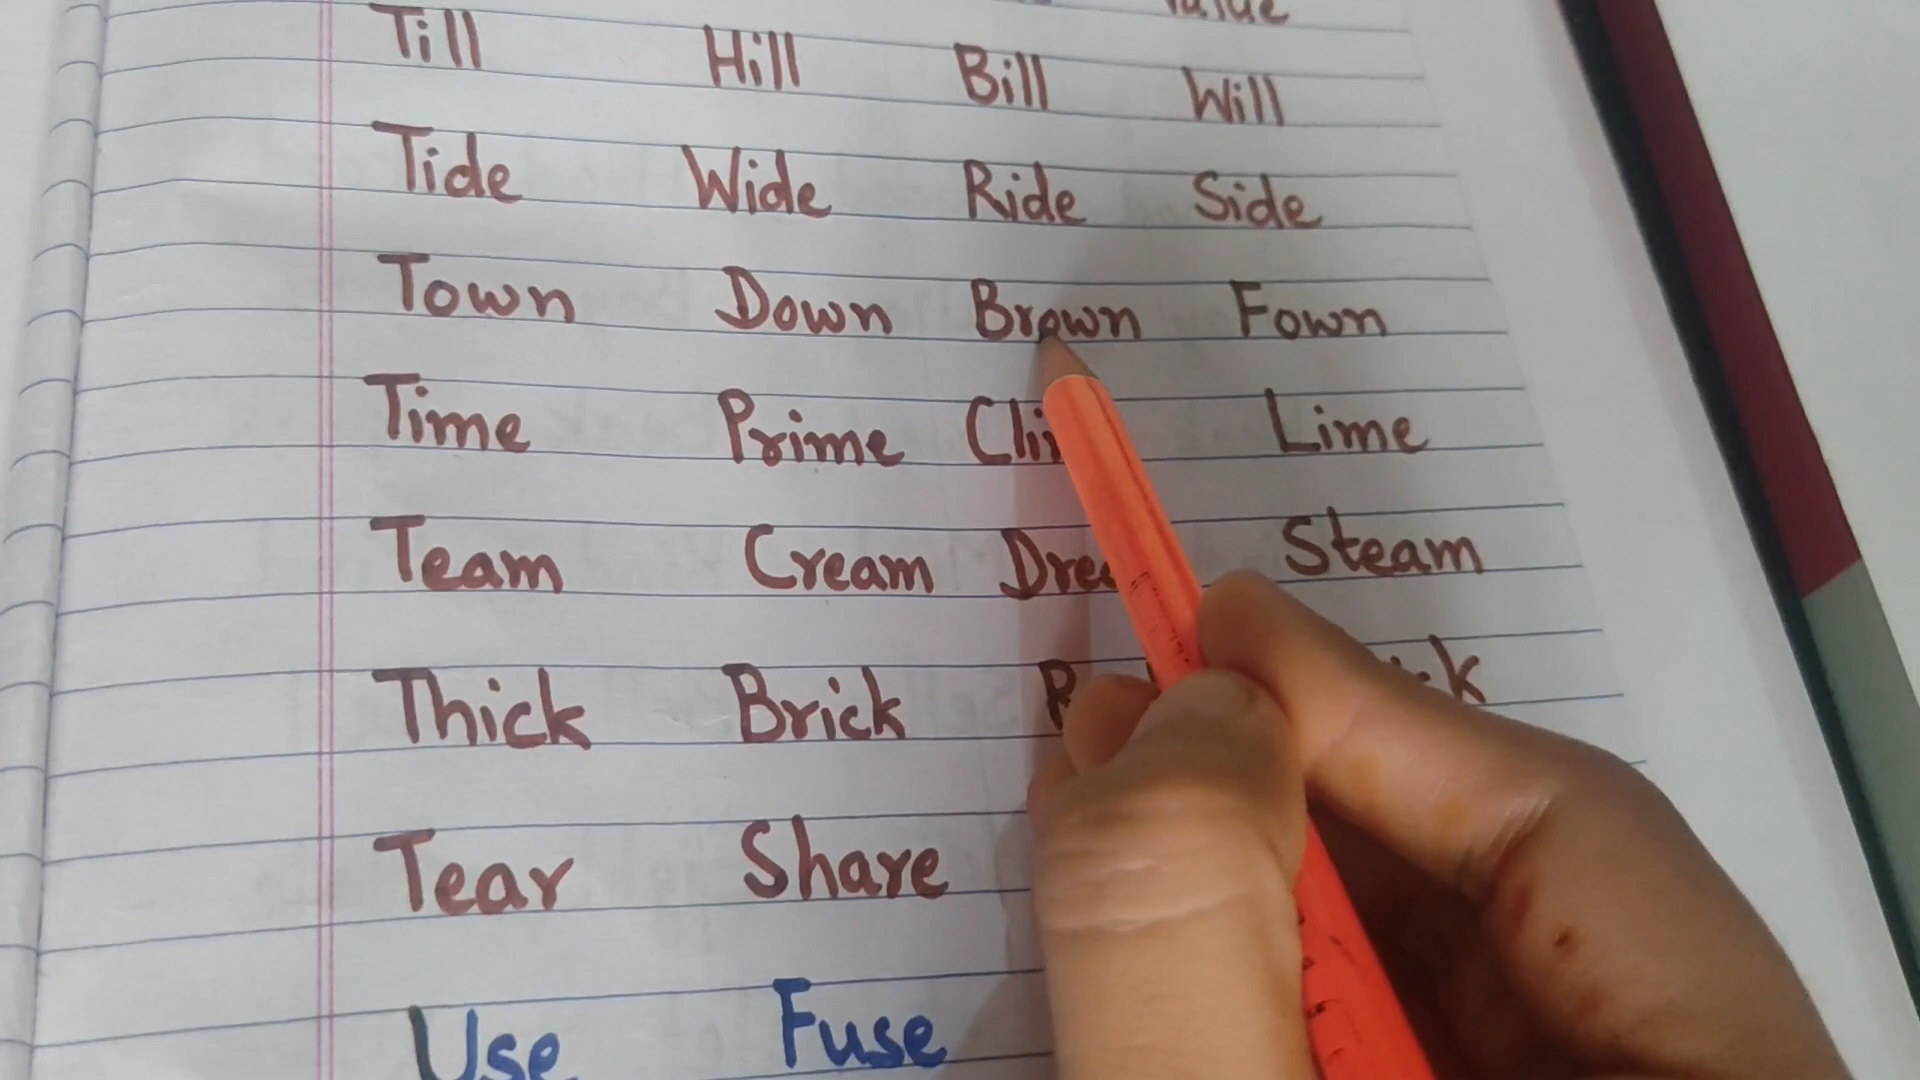 Till Hill Bill Will
Tide Wide Ride Side
Town Down Brown Fown
Time Prime Lime
Team Cream Steam
Thick Brick
Tear Share
Use Fuse